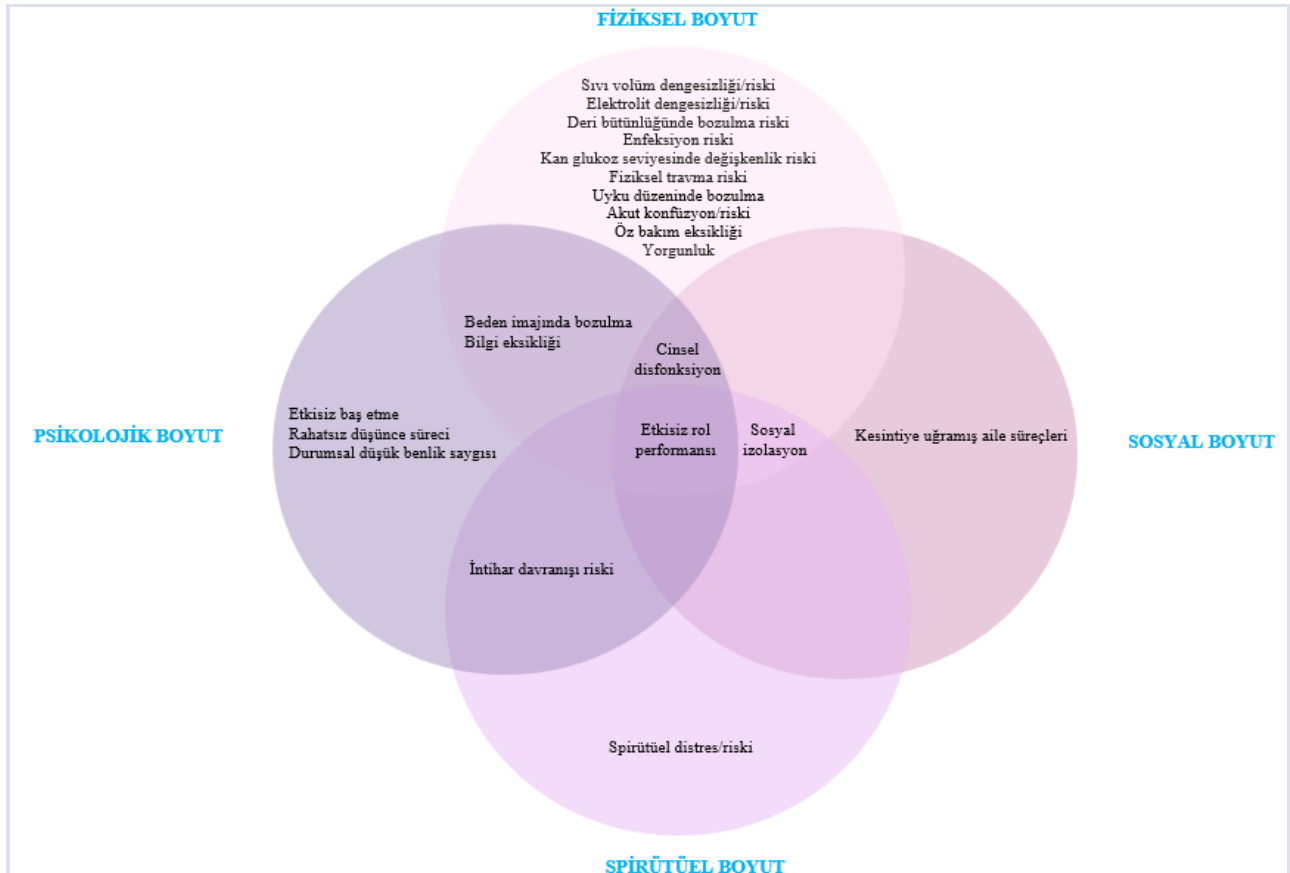 FİZİKSEL BOYUT
Sıvı volüm dengesizliği/riski
Elektrolit dengesizliği/riski
Deri bütünlüğünde bozulma riski
Enfeksiyon riski
Kan glukoz seviyesinde değişkenlik riski
Fiziksel travma riski
Uyku düzeninde bozulma
Akut konfüzyon/riski
Öz bakım eksikliği
Yorgunluk
Beden imajında bozulma
Bilgi eksikliği
Cinsel
disfonksiyon
PSİKOLOJİK BOYUT
Etkisiz baş etme
Rahatsız düşünce süreci
Durumsal düşük benlik saygısı
Etkisiz rol
performansı
Sosyal
izolasyon
Kesintiye uğramış aile süreçleri
SOSYAL BOYUT
İntihar davranışı riski
Spirütüel distres/riski
SPİRÜTÜEL BOYUT